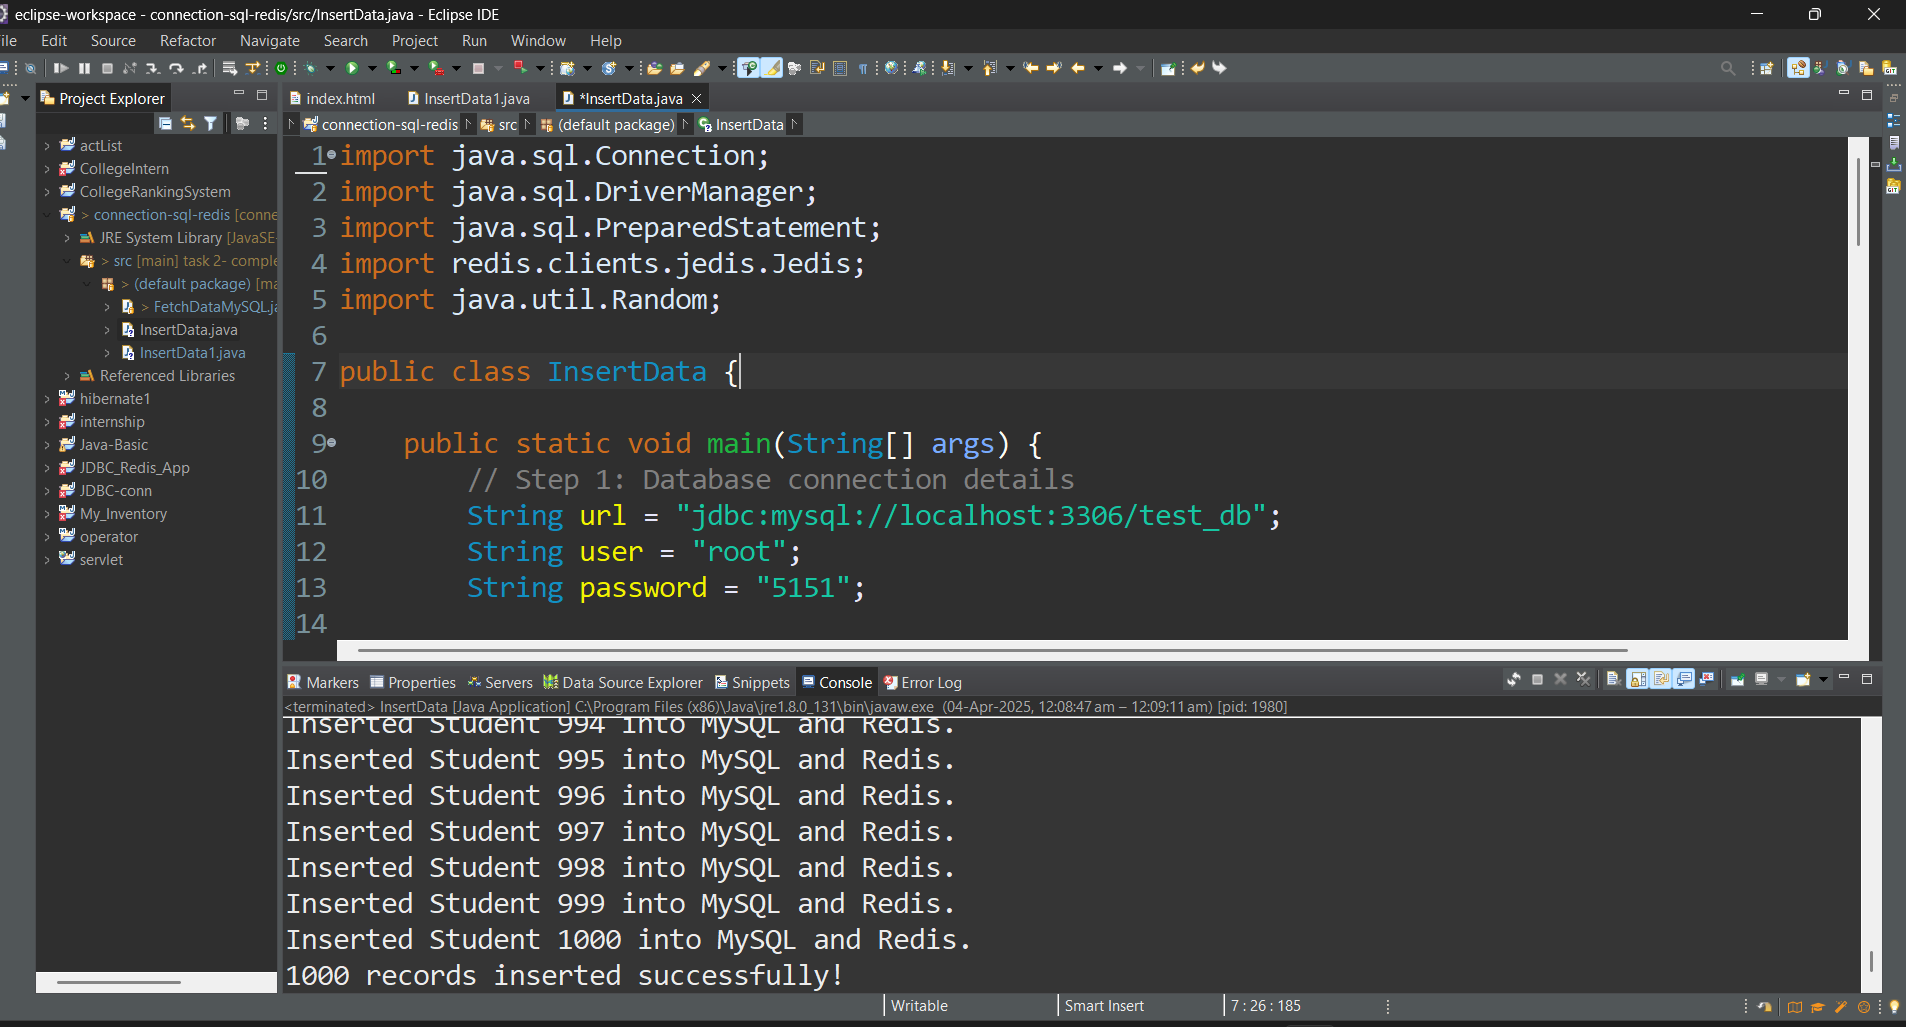 eclipse-workspace - connection-sql-redis/src/InsertData.java - Eclipse IDE
ile Edit Source Refactor Navigate Search Project Run Window Help
Project Explorer
index.html InsertData1.java *InsertData.java
connection-sql-redis src (default package) InsertData
actList
CollegeIntern
CollegeRankingSystem
> connection-sql-redis [conne
JRE System Library [JavaSE-
> src [main] task 2- comple
> (default package) [ma
> FetchDataMySQL.ja
InsertData.java
InsertData1.java
Referenced Libraries
hibernate1
internship
Java-Basic
JDBC_Redis_App
JDBC-conn
My_Inventory
operator
servlet
1 import java.sql.Connection;
2 import java.sql.DriverManager;
3 import java.sql.PreparedStatement;
4 import redis.clients.jedis.Jedis;
5 import java.util.Random;
6
7 public class InsertData {
8
9 public static void main(String[] args) {
10 // Step 1: Database connection details
11 String url = "jdbc:mysql://localhost:3306/test_db";
12 String user = "root";
13 String password = "5151";
14
Markers Properties Servers Data Source Explorer Snippets Console Error Log
<terminated> InsertData [Java Application] C:\Program Files (x86)\Java\jre1.8.0_131\bin\javaw.exe (04-Apr-2025, 12:08:47 am – 12:09:11 am) [pid: 1980]
Inserted Student 994 into MySQL and Redis.
Inserted Student 995 into MySQL and Redis.
Inserted Student 996 into MySQL and Redis.
Inserted Student 997 into MySQL and Redis.
Inserted Student 998 into MySQL and Redis.
Inserted Student 999 into MySQL and Redis.
Inserted Student 1000 into MySQL and Redis.
1000 records inserted successfully!
Writable Smart Insert 7 : 26 : 185